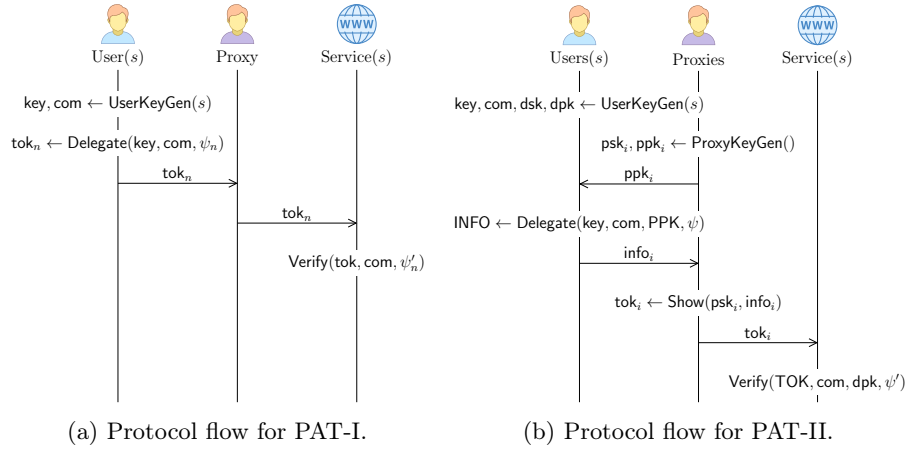 WWW
User(s)
Proxy
Service(s)
key, com ← UserKeyGen(s)
tok_n ← Delegate(key, com, ψ_n)
tok_n
tok_n
Verify(tok, com, ψ'_n)
(a) Protocol flow for PAT-I.
WWW
Users(s)
Proxies
Service(s)
key, com, dsk, dpk ← UserKeyGen(s)
psk_i, ppk_i ← ProxyKeyGen()
ppk_i
INFO ← Delegate(key, com, PPK, ψ)
info_i
tok_i ← Show(psk_i, info_i)
tok_i
Verify(TOK, com, dpk, ψ')
(b) Protocol flow for PAT-II.